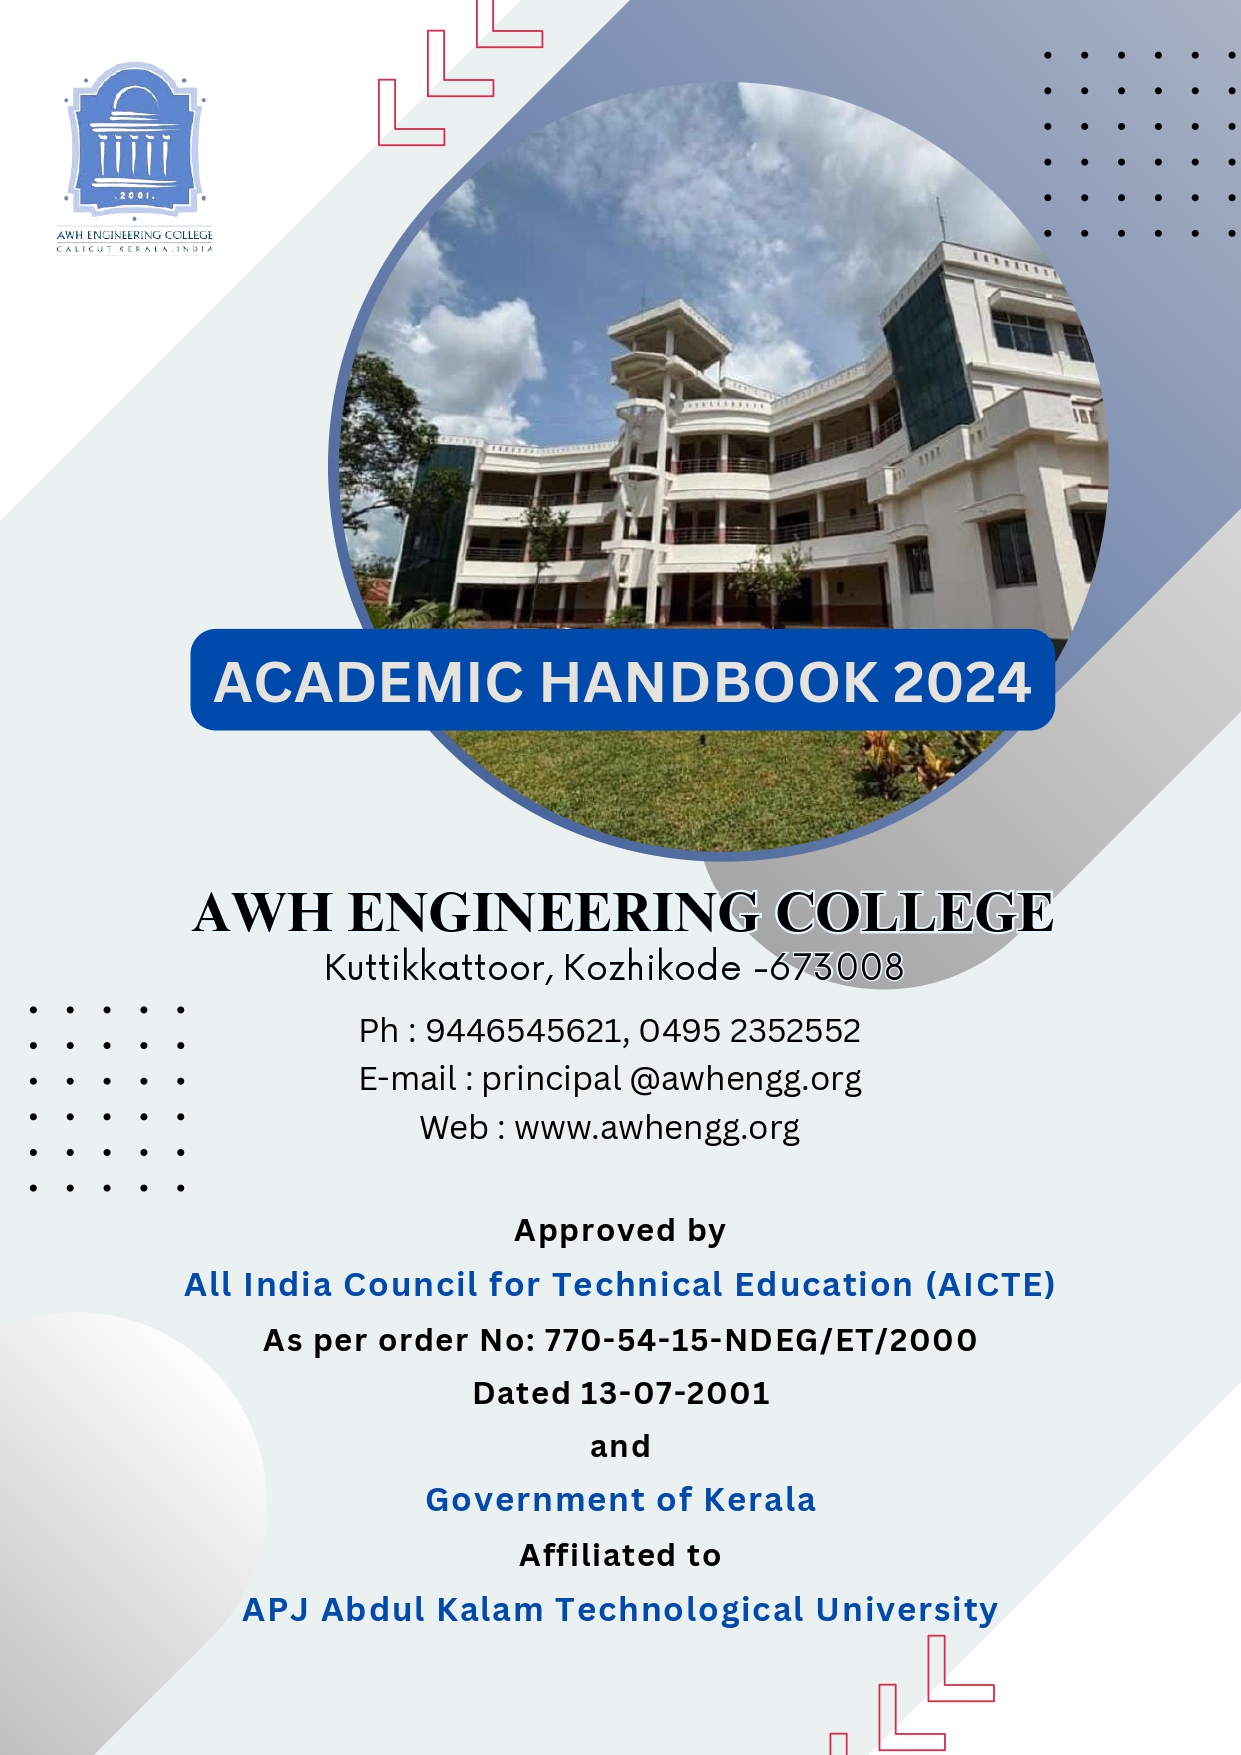 .2001.
AWH ENGINEERING COLLEGE
CALICUT KERALA.INDIA
ACADEMIC HANDBOOK 2024
AWH ENGINEERING COLLEGE
Kuttikkattoor, Kozhikode -673008
Ph : 9446545621, 0495 2352552
E-mail : principal @awhengg.org
Web : www.awhengg.org
Approved by
All India Council for Technical Education (AICTE)
As per order No: 770-54-15-NDEG/ET/2000
Dated 13-07-2001
and
Government of Kerala
Affiliated to
APJ Abdul Kalam Technological University